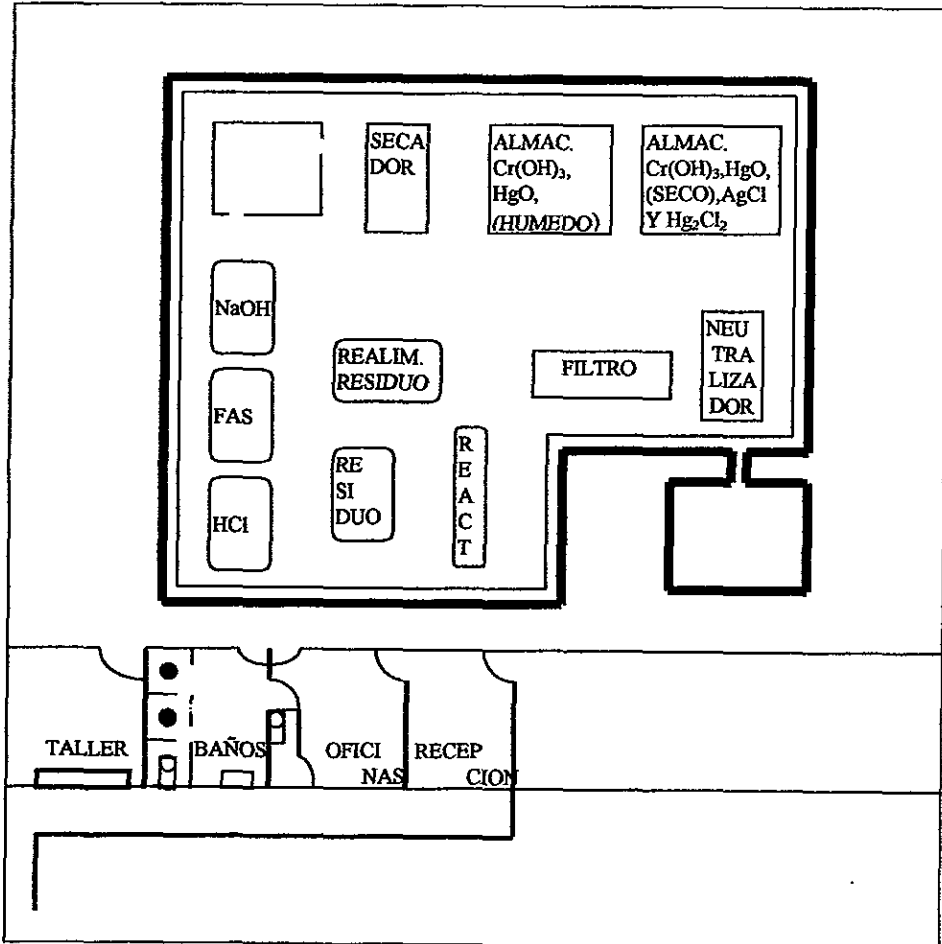 SECA
DOR
ALMAC.
Cr(OH)₃,
HgO,
(HUMEDO)
ALMAC.
Cr(OH)₃,HgO,
(SECO),AgCl
Y Hg₂Cl₂
NaOH
REALIM.
RESIDUO
FILTRO
NEU
TRA
LIZA
DOR
FAS
RE
SI
DUO
R
E
A
C
T
HCl
TALLER
BAÑOS
OFICI
NAS
RECEP
CION